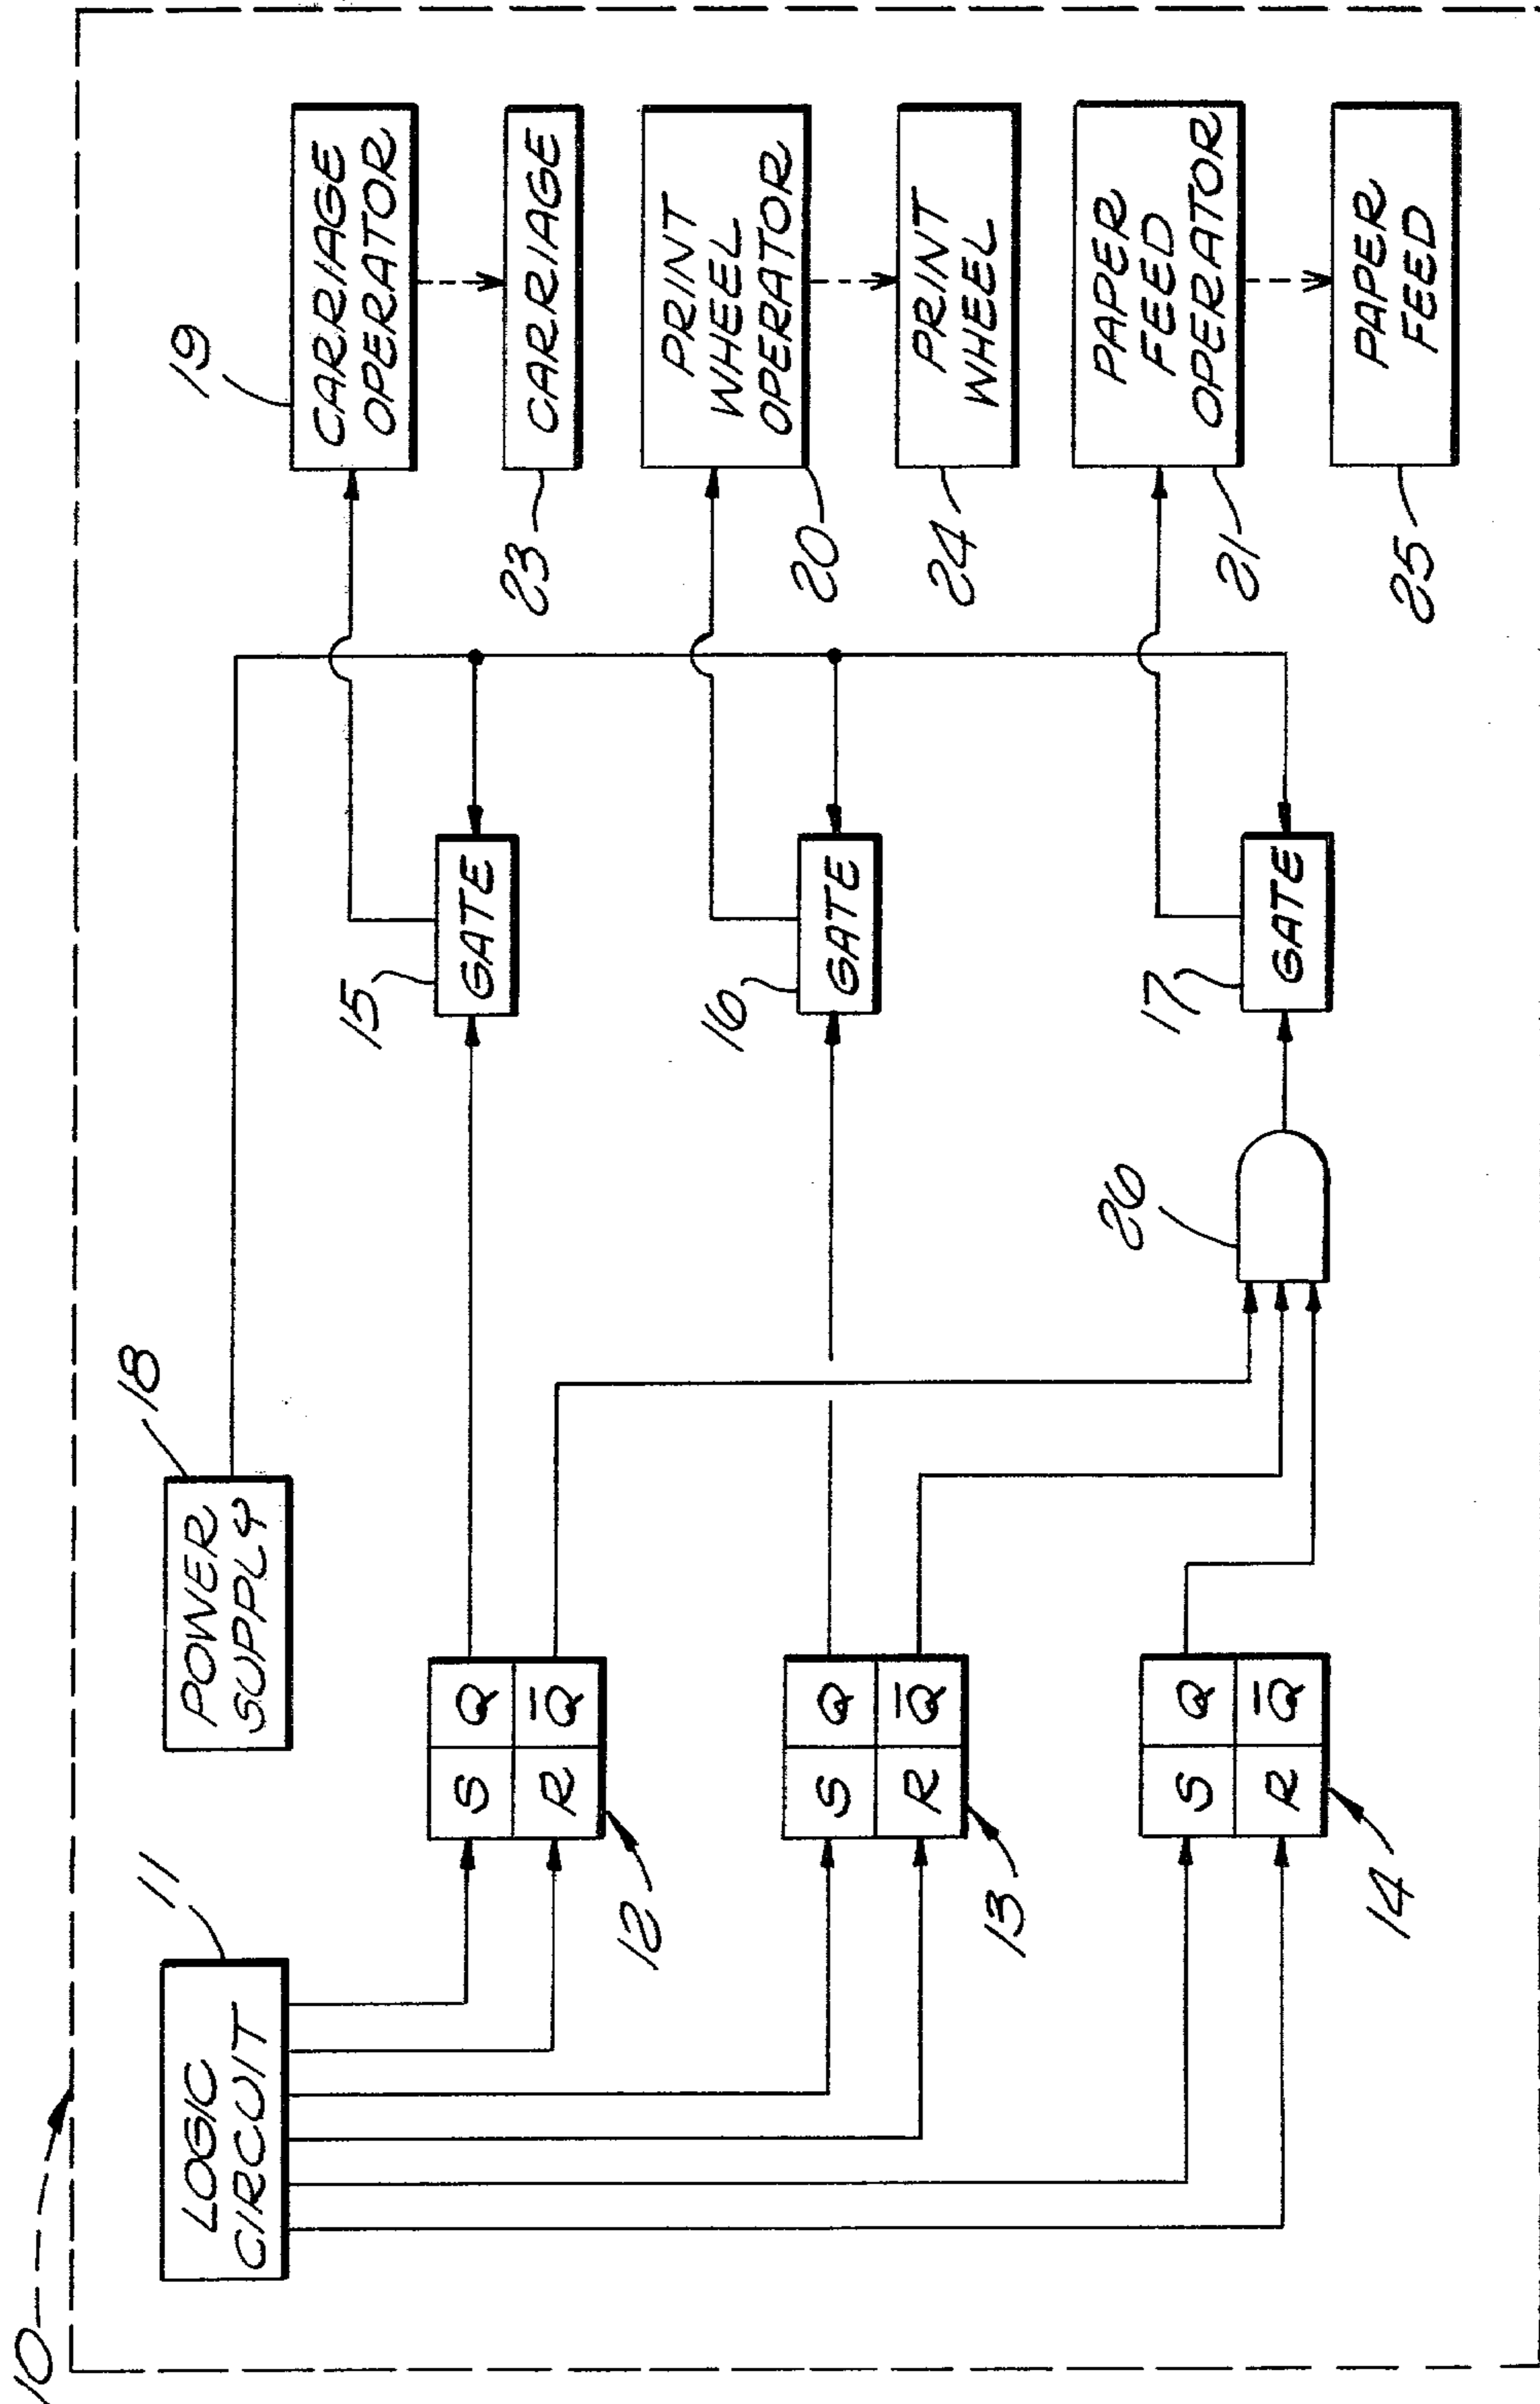 10
LOGIC
CIRCUIT
11
POWER
SUPPLY
18
S
Q
R
Q̅
12
S
Q
R
Q̅
13
S
Q
R
Q̅
14
26
15
GATE
16
GATE
17
GATE
19
CARRIAGE
OPERATOR
23
CARRIAGE
20
PRINT
WHEEL
OPERATOR
24
PRINT
WHEEL
21
PAPER
FEED
OPERATOR
25
PAPER
FEED